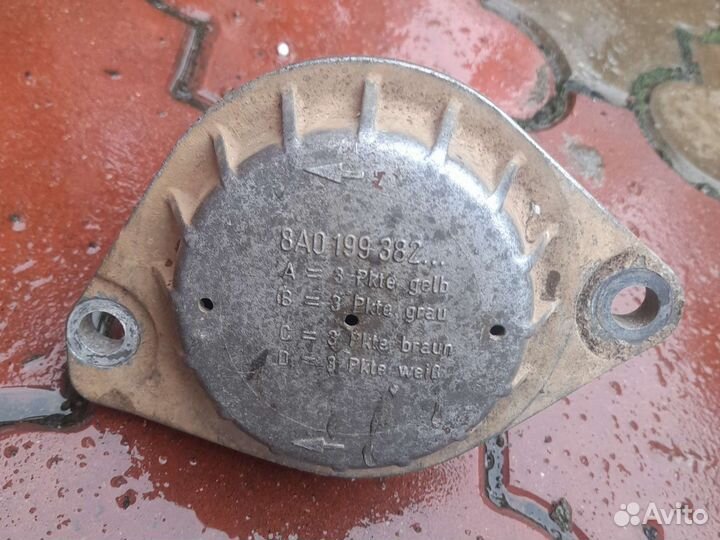 8A0 199 382...
A = 3 Pkte gelb
B = 3 Pkte grau
C = 3 Pkte braun
D = 3 Pkte weiß
Avito